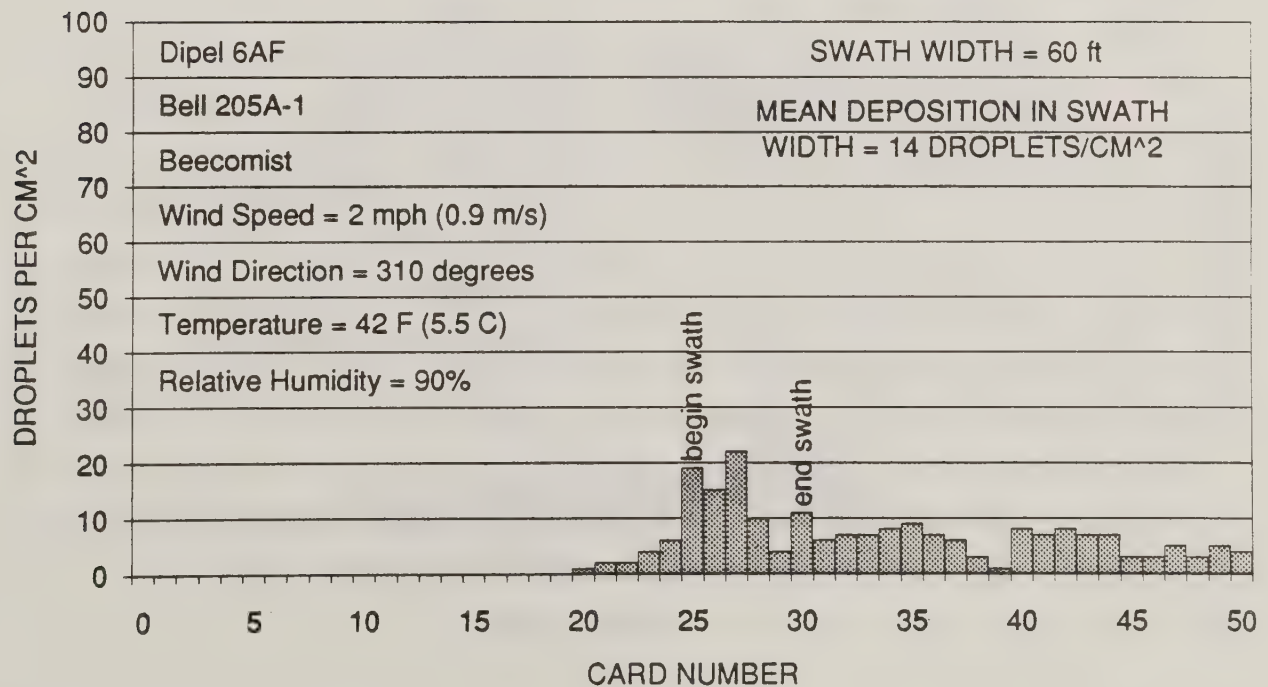 100
90
80
70
60
50
40
30
20
10
0
DROPLETS PER CM^2
Dipel 6AF
Bell 205A-1
Beecomist
Wind Speed = 2 mph (0.9 m/s)
Wind Direction = 310 degrees
Temperature = 42 F (5.5 C)
Relative Humidity = 90%
SWATH WIDTH = 60 ft
MEAN DEPOSITION IN SWATH
WIDTH = 14 DROPLETS/CM^2
begin swath
end swath
0 5 10 15 20 25 30 35 40 45 50
CARD NUMBER